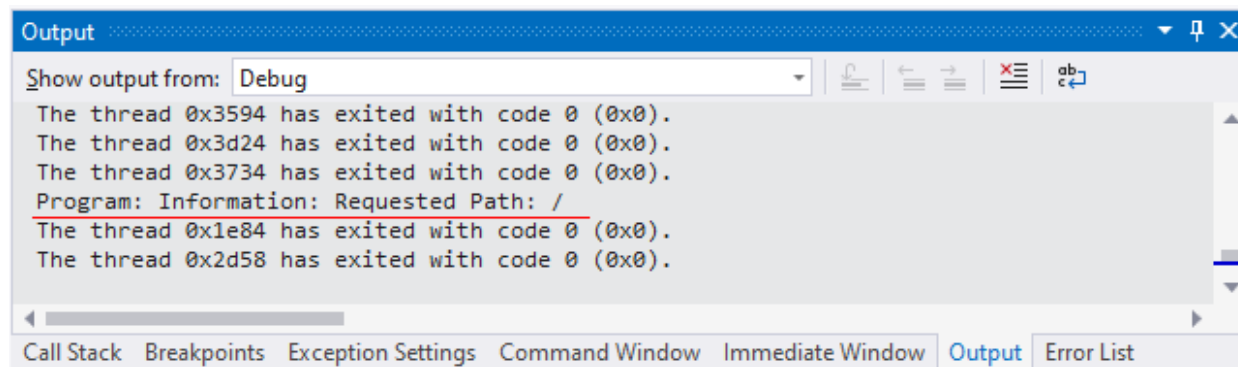 Output
Show output from: Debug
The thread 0x3594 has exited with code 0 (0x0).
The thread 0x3d24 has exited with code 0 (0x0).
The thread 0x3734 has exited with code 0 (0x0).
Program: Information: Requested Path: /
The thread 0x1e84 has exited with code 0 (0x0).
The thread 0x2d58 has exited with code 0 (0x0).
Call Stack Breakpoints Exception Settings Command Window Immediate Window Output Error List